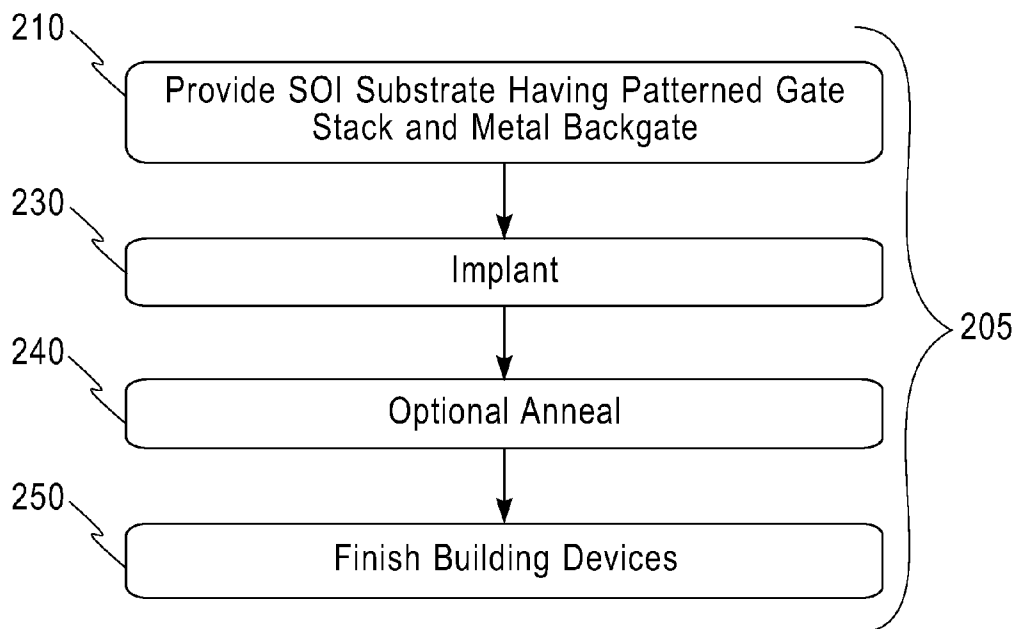 210
Provide SOI Substrate Having Patterned Gate
Stack and Metal Backgate
230
Implant
205
240
Optional Anneal
250
Finish Building Devices